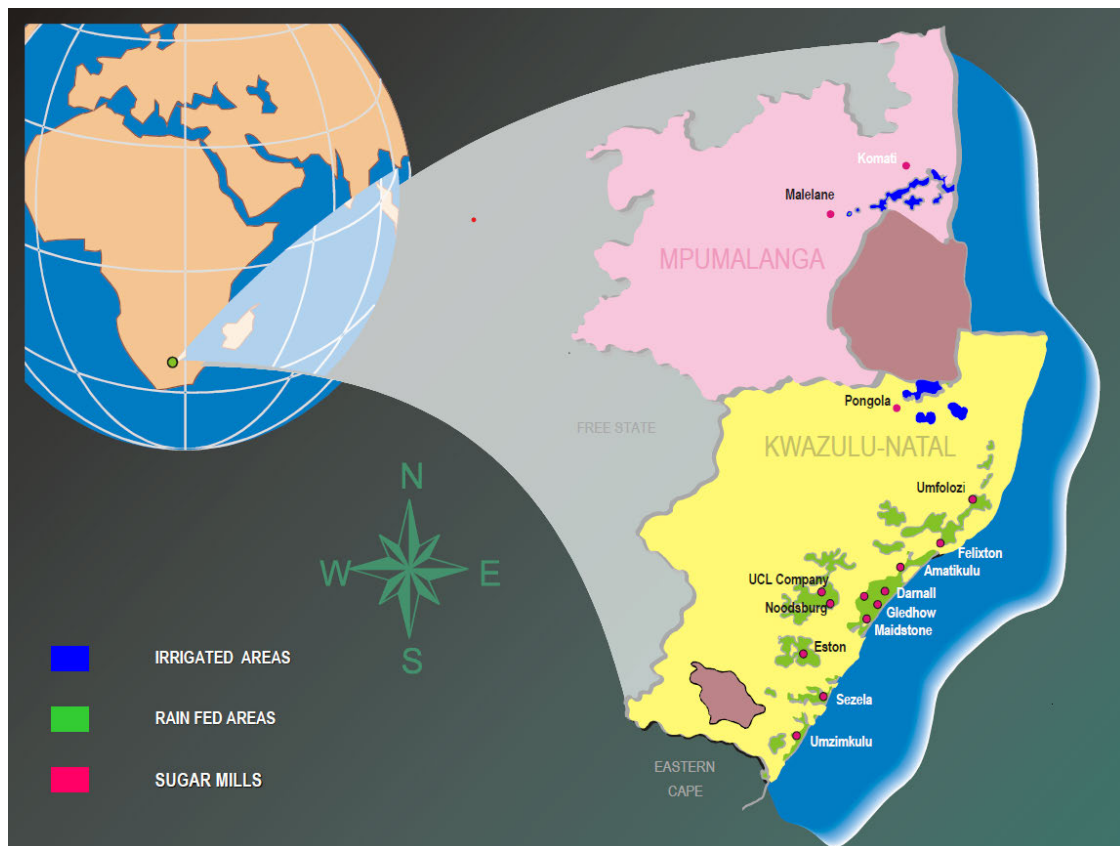 Komati
Malelane
MPUMALANGA
Pongola
FREE STATE
KWAZULU-NATAL
Umfolozi
N
W
E
S
Felixton
Amatikulu
UCL Company
Darnall
Noodsburg
Gledhow
Maidstone
Eston
IRRIGATED AREAS
Sezela
RAIN FED AREAS
Umzimkulu
EASTERN
CAPE
SUGAR MILLS